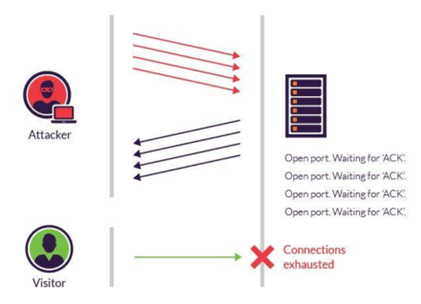 Attacker
Open port. Waiting for 'ACK'.
Open port. Waiting for 'ACK'.
Open port. Waiting for 'ACK'.
Open port. Waiting for 'ACK'.
Connections
exhausted
Visitor